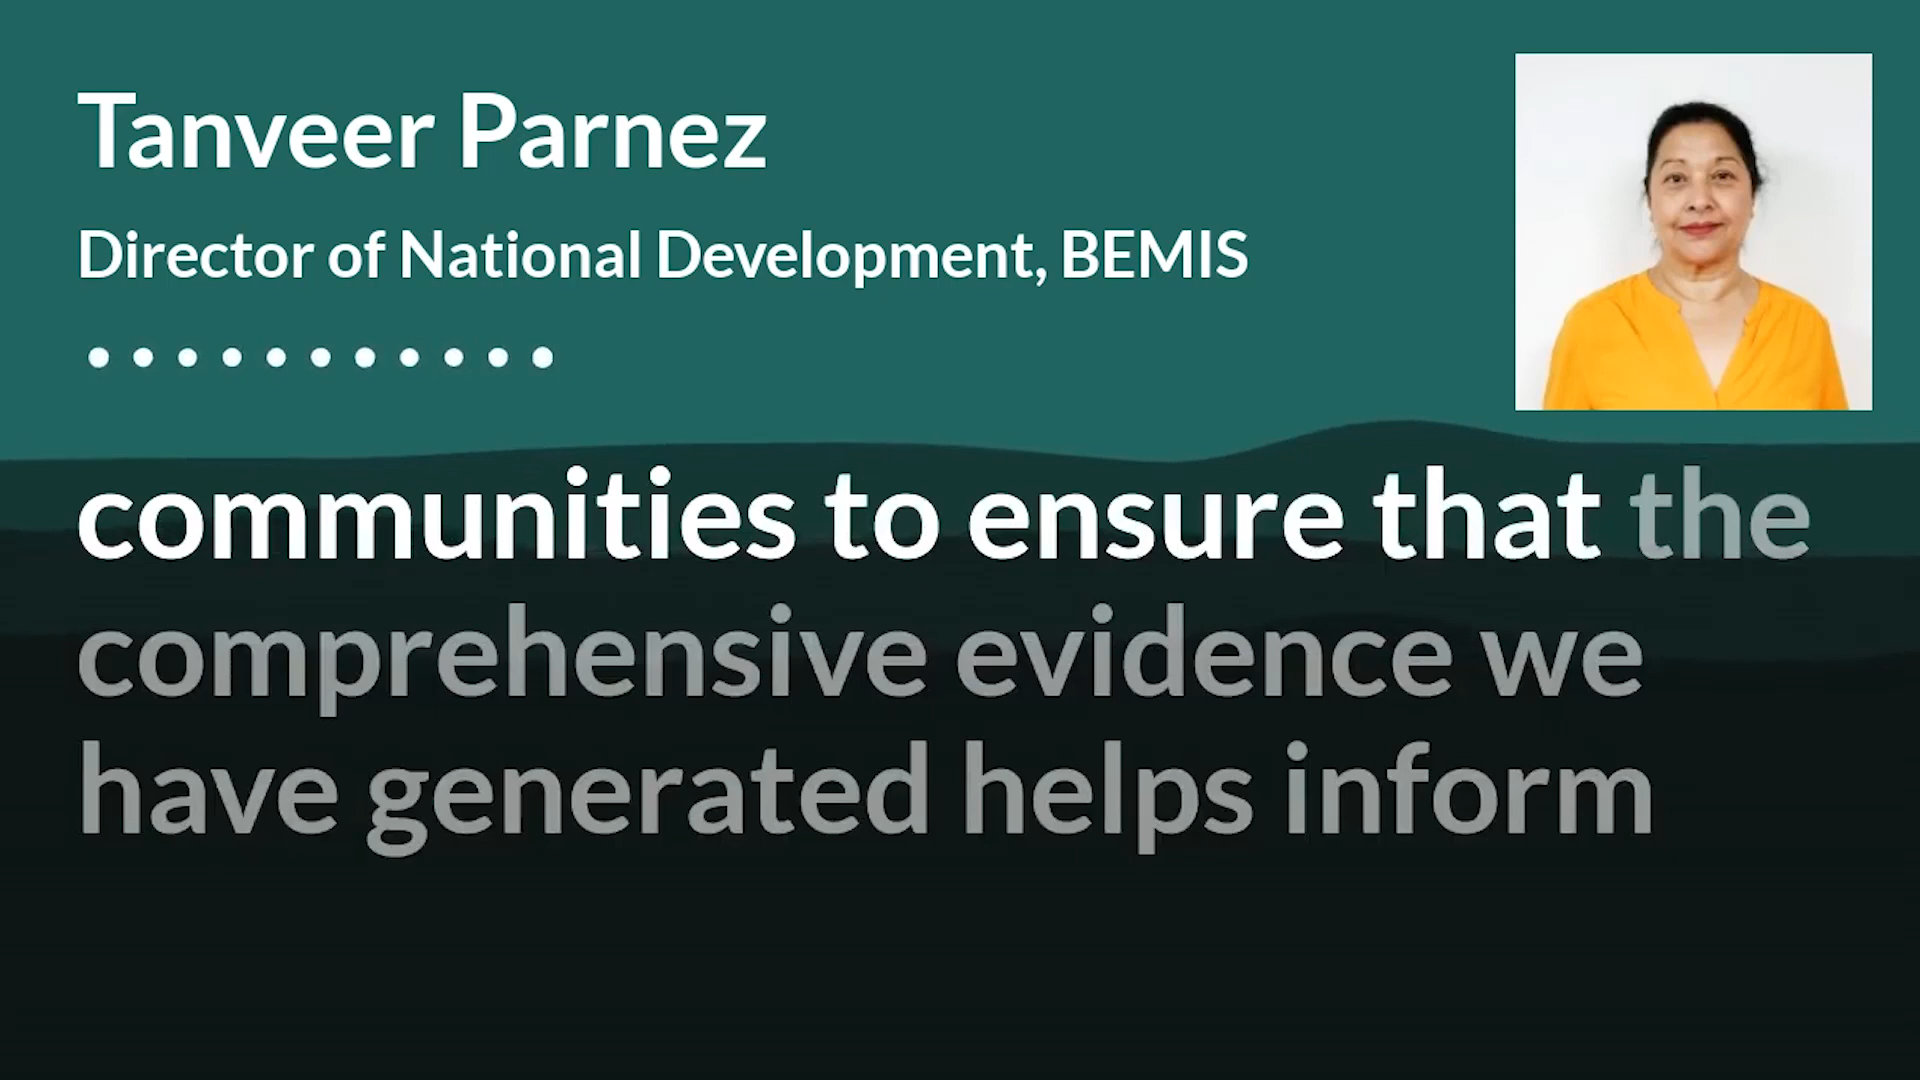 Tanveer Parnez
Director of National Development, BEMIS
communities to ensure that the
comprehensive evidence we
have generated helps inform